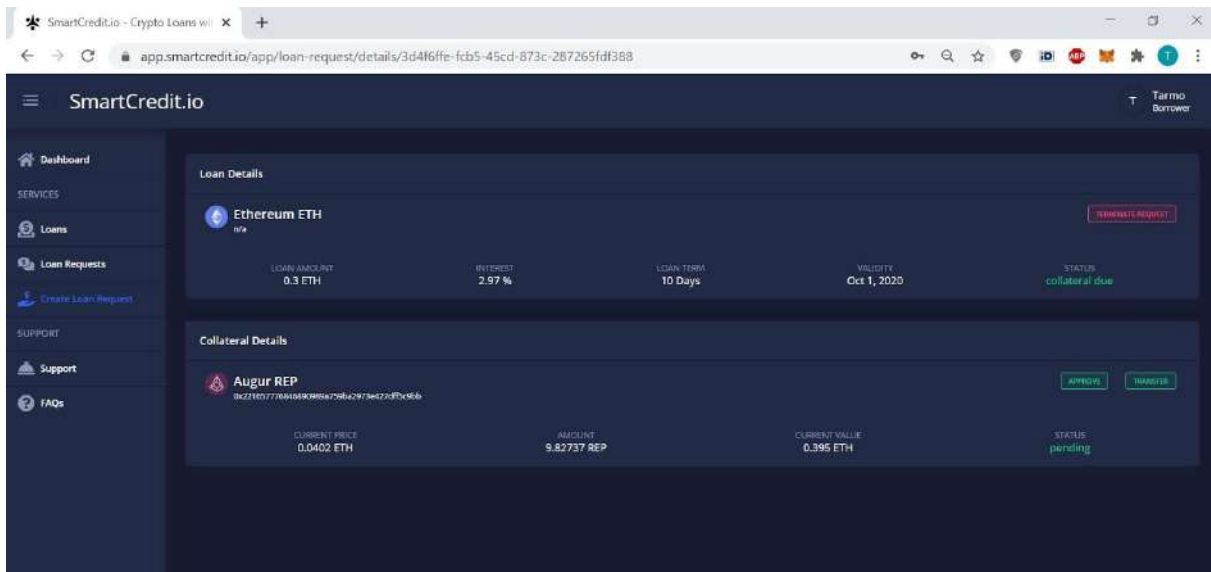 SmartCredit.io - Crypto Loans wi
app.smartcredit.io/app/loan-request/details/3d4f6ffe-fcb5-45cd-873c-287265fdf388
ABP
T
SmartCredit.io
T
Tarmo
Borrower
Dashboard
SERVICES
Loans
Loan Requests
Create Loan Request
SUPPORT
Support
FAQs
Loan Details
Ethereum ETH
n/a
TERMINATE REQUEST
LOAN AMOUNT INTEREST LOAN TERM VALIDITY STATUS
0.3 ETH 2.97 % 10 Days Oct 1, 2020 collateral due
Collateral Details
Augur REP
APPROVE TRANSFER
CURRENT PRICE AMOUNT CURRENT VALUE STATUS
0.0402 ETH 9.82737 REP 0.395 ETH pending